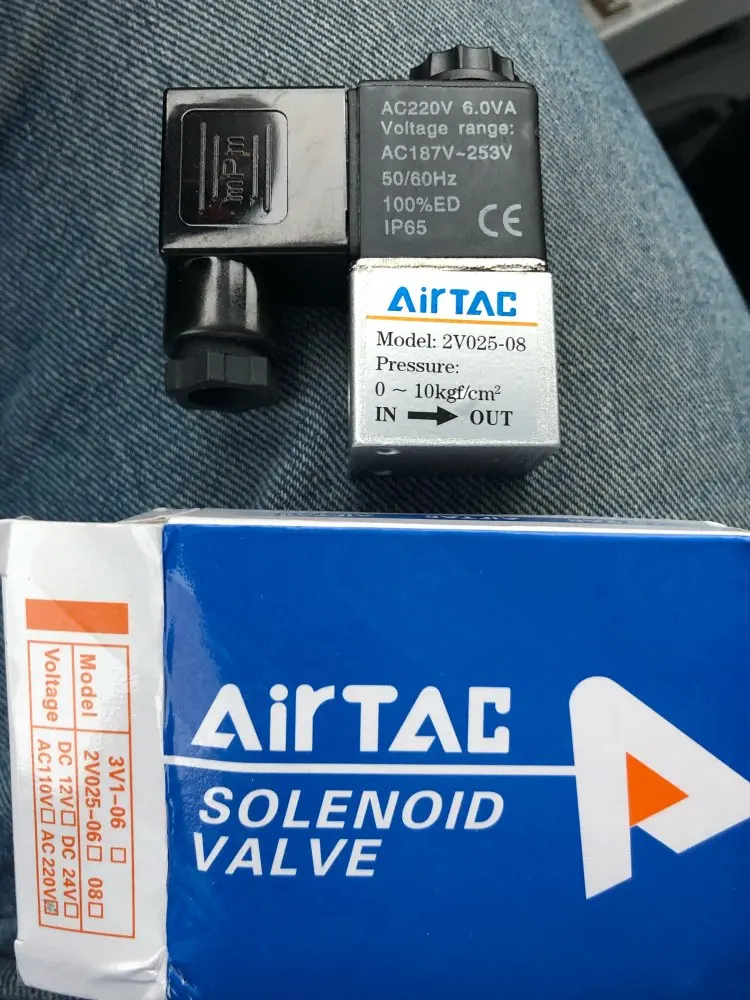 mPm
AC220V 6.0VA
Voltage range:
AC187V~253V
50/60Hz
100%ED
IP65 CE
AirTAC
Model: 2V025-08
Pressure:
0 ~ 10kgf/cm²
IN OUT
AirTAC AirTAC
AirTAC
SOLENOID
VALVE
Model 3V1-06 □
2V025-06□ 08□
Voltage DC 12V□ DC 24V□
AC110V□ AC 220V☑